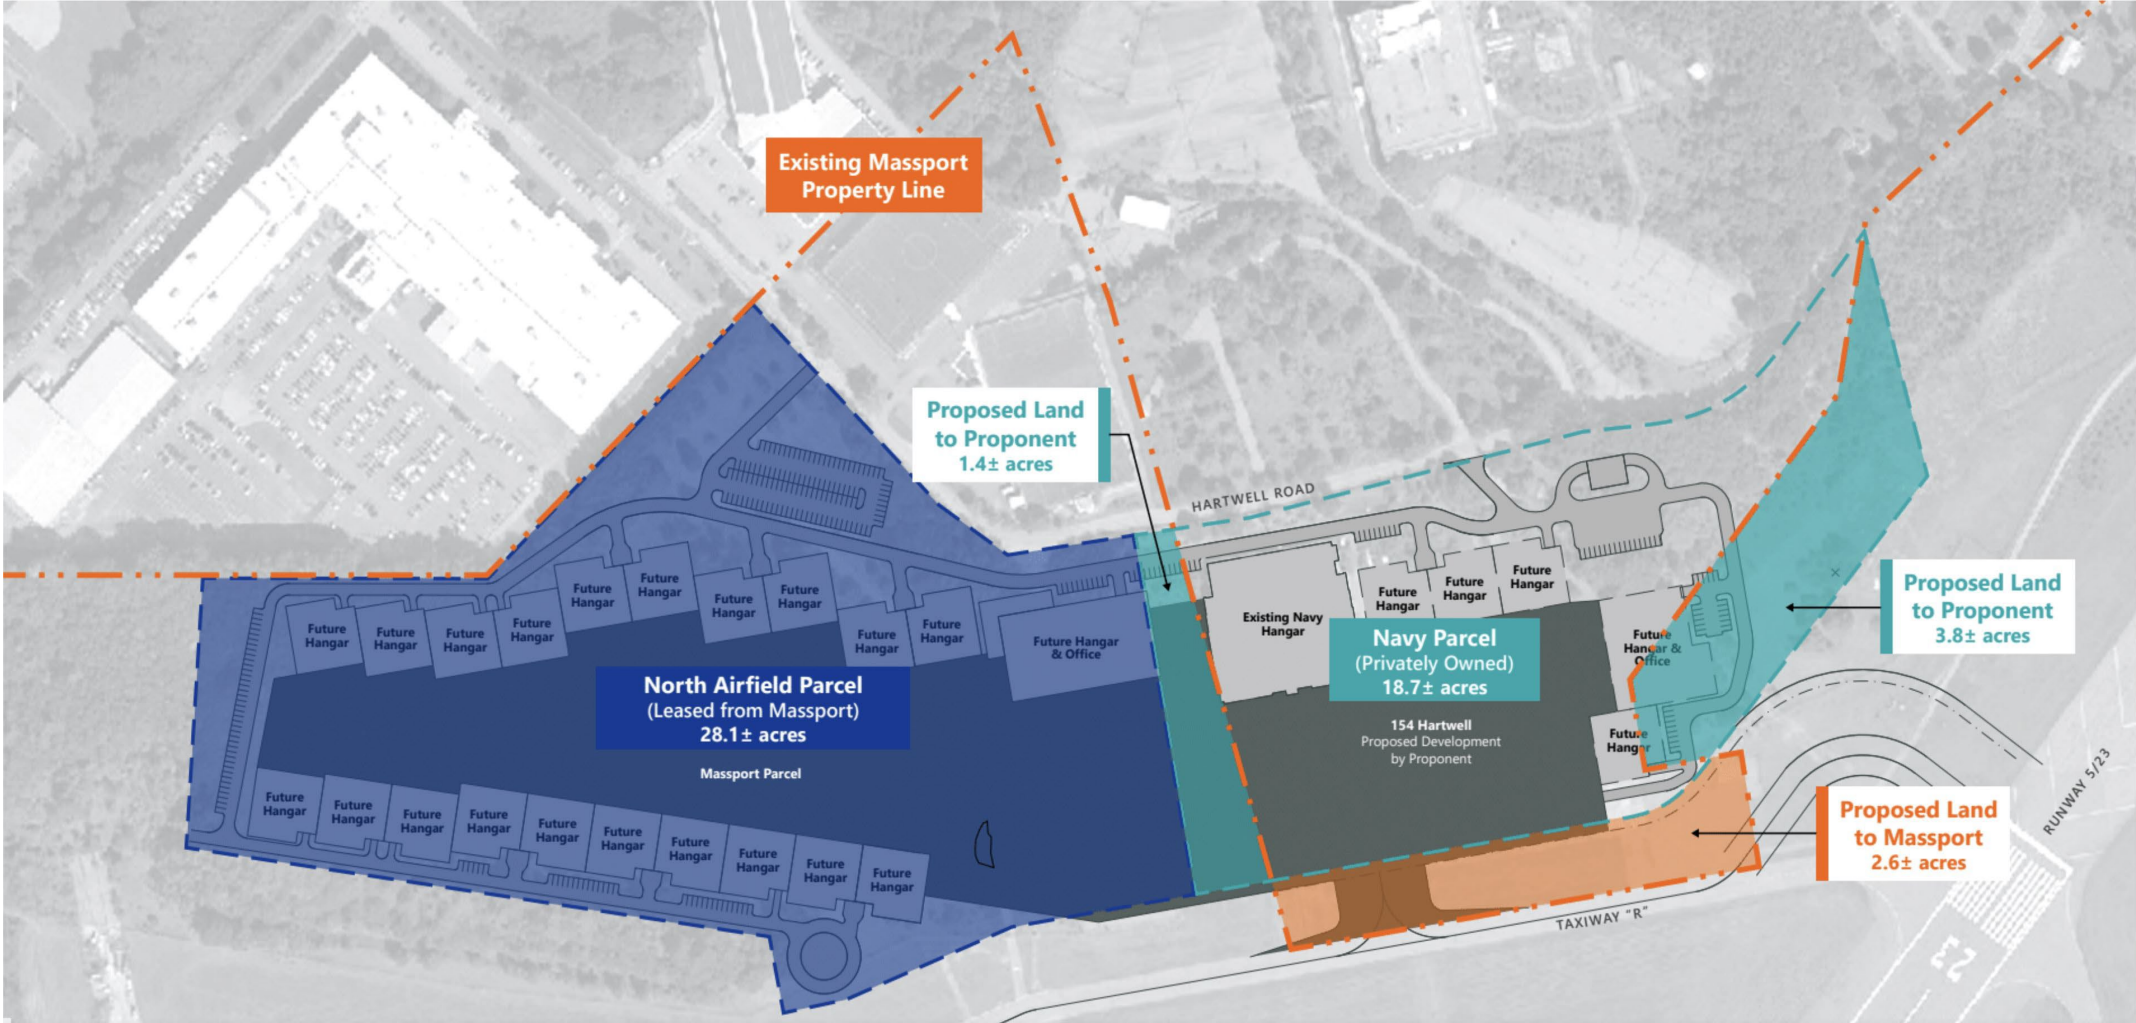 Existing Massport
Property Line
Proposed Land
to Proponent
1.4± acres
HARTWELL ROAD
Proposed Land
to Proponent
3.8± acres
Future
Hangar
Future
Hangar
Future
Hangar
Future
Hangar
Future
Hangar
Future
Hangar
Future
Hangar
Future
Hangar
Future
Hangar
Future
Hangar
Future Hangar
& Office
Existing Navy
Hangar
Future
Hangar
Future
Hangar
Future
Hangar
Navy Parcel
(Privately Owned)
18.7± acres
Future
Hangar &
Office
Future
Hangar
North Airfield Parcel
(Leased from Massport)
28.1± acres
Massport Parcel
154 Hartwell
Proposed Development
by Proponent
Future
Hangar
Future
Hangar
Future
Hangar
Future
Hangar
Future
Hangar
Future
Hangar
Future
Hangar
Future
Hangar
Future
Hangar
Future
Hangar
RUNWAY 5/23
Proposed Land
to Massport
2.6± acres
TAXIWAY "R"
23